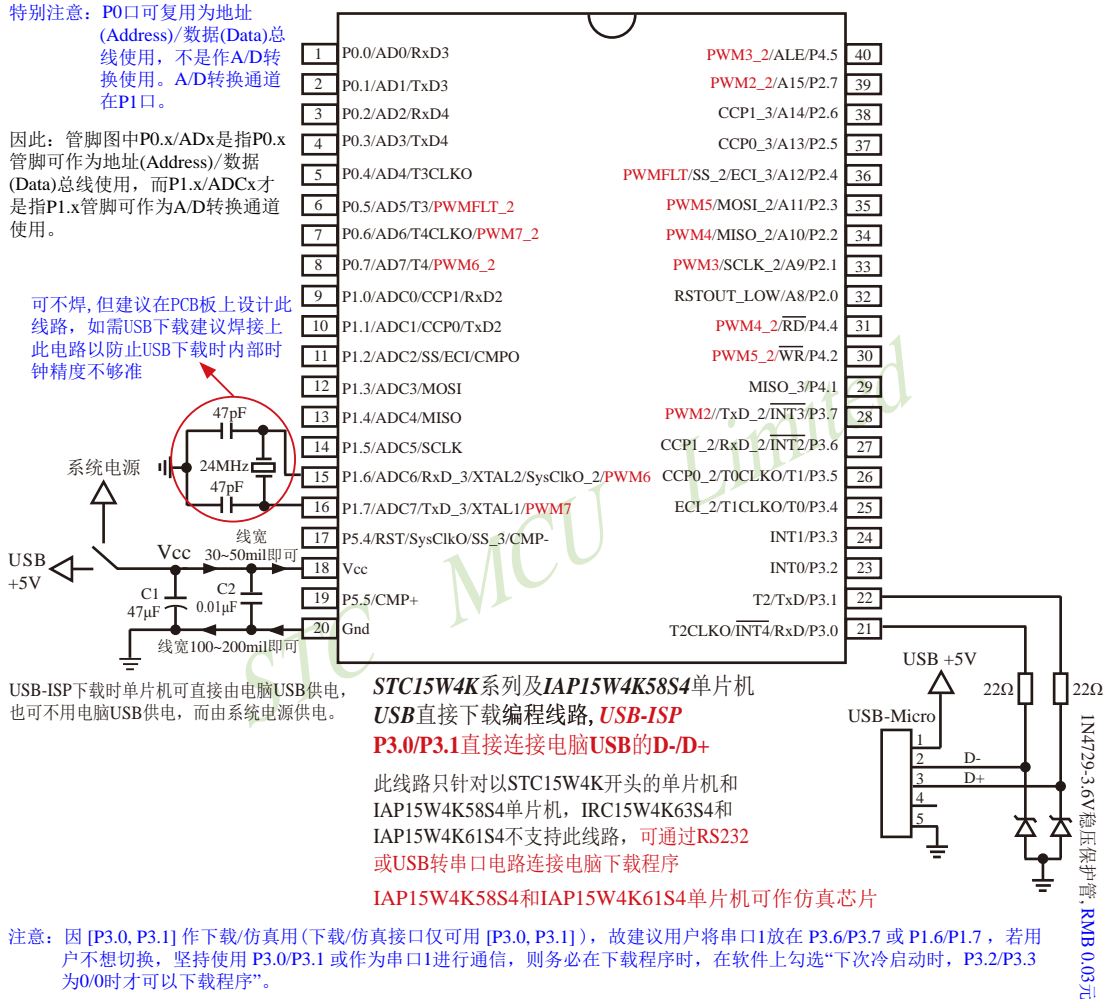 特别注意：P0口可复用为地址
(Address)/数据(Data)总
线使用，不是作A/D转
换使用。A/D转换通道
在P1口。
因此：管脚图中P0.x/ADx是指P0.x
管脚可作为地址(Address)/数据
(Data)总线使用，而P1.x/ADCx才
是指P1.x管脚可作为A/D转换通道
使用。
可不焊,但建议在PCB板上设计此
线路，如需USB下载建议焊接上
此电路以防止USB下载时内部时
钟精度不够准
47pF
24MHz
47pF
系统电源
USB
+5V
Vcc
线宽
30~50mil即可
C1
47μF
C2
0.01μF
线宽100~200mil即可
USB-ISP下载时单片机可直接由电脑USB供电，
也可不用电脑USB供电，而由系统电源供电。
1 P0.0/AD0/RxD3
2 P0.1/AD1/TxD3
3 P0.2/AD2/RxD4
4 P0.3/AD3/TxD4
5 P0.4/AD4/T3CLKO
6 P0.5/AD5/T3/PWMFLT_2
7 P0.6/AD6/T4CLKO/PWM7_2
8 P0.7/AD7/T4/PWM6_2
9 P1.0/ADC0/CCP1/RxD2
10 P1.1/ADC1/CCP0/TxD2
11 P1.2/ADC2/SS/ECI/CMPO
12 P1.3/ADC3/MOSI
13 P1.4/ADC4/MISO
14 P1.5/ADC5/SCLK
15 P1.6/ADC6/RxD_3/XTAL2/SysClkO_2/PWM6
16 P1.7/ADC7/TxD_3/XTAL1/PWM7
17 P5.4/RST/SysClkO/SS_3/CMP-
18 Vcc
19 P5.5/CMP+
20 Gnd
PWM3_2/ALE/P4.5 40
PWM2_2/A15/P2.7 39
CCP1_3/A14/P2.6 38
CCP0_3/A13/P2.5 37
PWMFLT/SS_2/ECI_3/A12/P2.4 36
PWM5/MOSI_2/A11/P2.3 35
PWM4/MISO_2/A10/P2.2 34
PWM3/SCLK_2/A9/P2.1 33
RSTOUT_LOW/A8/P2.0 32
PWM4_2/RD/P4.4 31
PWM5_2/WR/P4.2 30
MISO_3/P4.1 29
PWM2//TxD_2/INT3/P3.7 28
CCP1_2/RxD_2/INT2/P3.6 27
CCP0_2/T0CLKO/T1/P3.5 26
ECI_2/T1CLKO/T0/P3.4 25
INT1/P3.3 24
INT0/P3.2 23
T2/TxD/P3.1 22
T2CLKO/INT4/RxD/P3.0 21
STC MCU Limited
STC15W4K系列及IAP15W4K58S4单片机
USB直接下载编程线路, USB-ISP
P3.0/P3.1直接连接电脑USB的D-/D+
此线路只针对以STC15W4K开头的单片机和
IAP15W4K58S4单片机，IRC15W4K63S4和
IAP15W4K61S4不支持此线路，可通过RS232
或USB转串口电路连接电脑下载程序
IAP15W4K58S4和IAP15W4K61S4单片机可作仿真芯片
USB +5V
USB-Micro
1
2
3
4
5
D-
D+
22Ω
22Ω
1N4729-3.6V稳压保护管, RMB 0.03元
注意：因 [P3.0, P3.1] 作下载/仿真用(下载/仿真接口仅可用 [P3.0, P3.1] )，故建议用户将串口1放在 P3.6/P3.7 或 P1.6/P1.7 ，若用
户不想切换，坚持使用 P3.0/P3.1 或作为串口1进行通信，则务必在下载程序时，在软件上勾选“下次冷启动时，P3.2/P3.3
为0/0时才可以下载程序”。